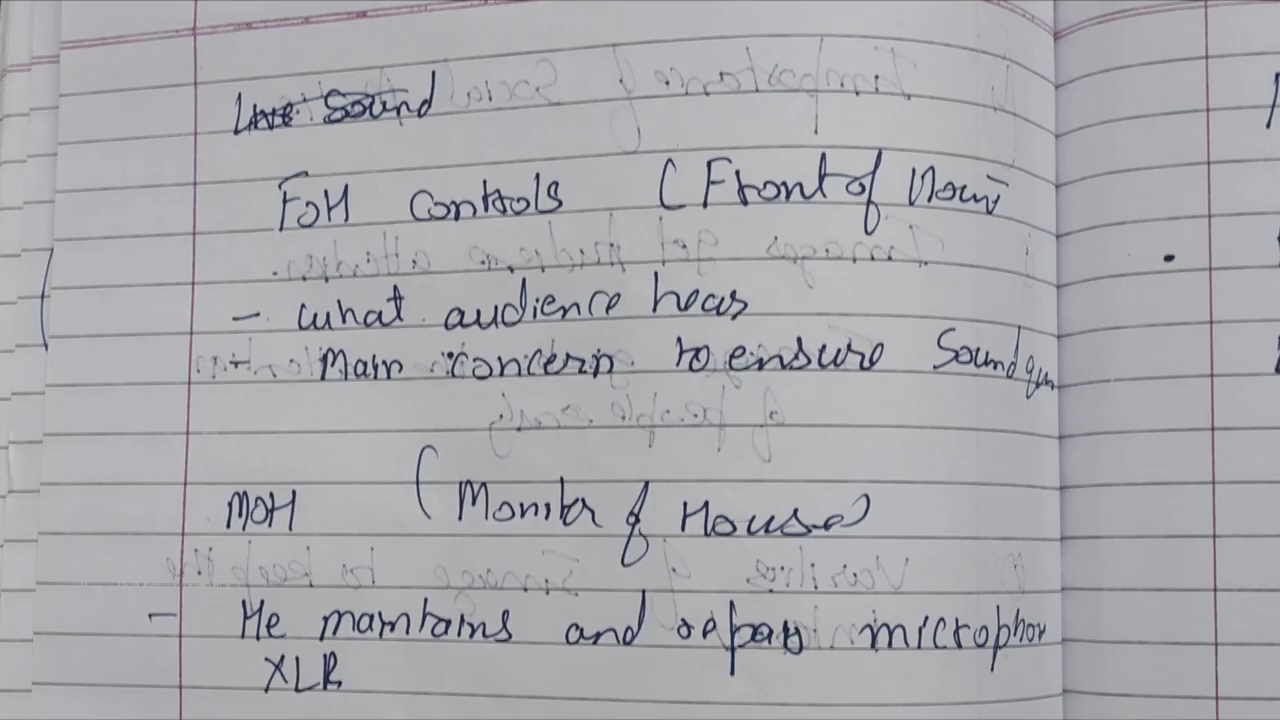 Live Sound
FOH Controls (Front of House
- what audience hears
Main concern to ensure Sound
MOH (Monitor of House)
- He maintains and repairs microphon
XLR